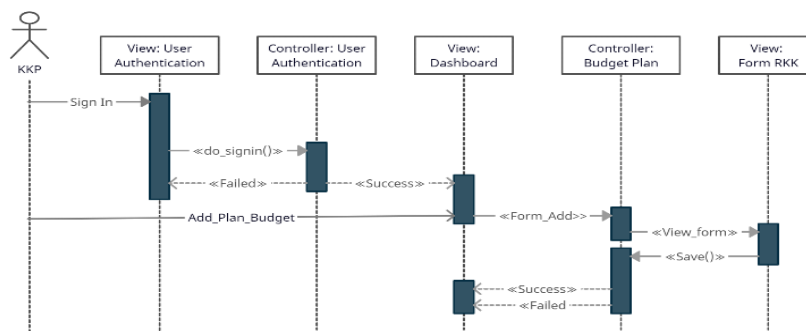 KKP
View: User
Authentication
Controller: User
Authentication
View:
Dashboard
Controller:
Budget Plan
View:
Form RKK
Sign In
≪do_signin()≫
≪Failed≫
≪Success≫
Add_Plan_Budget
≪Form_Add>>
≪View_form≫
≪Save()≫
≪Success≫
≪Failed